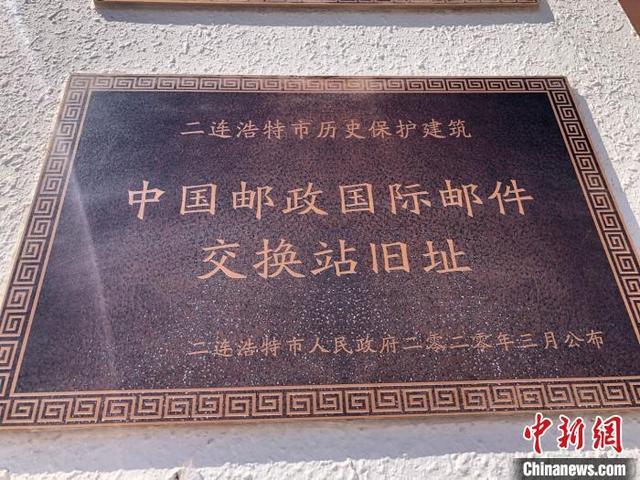 二连浩特市历史保护建筑
中国邮政国际邮件
交换站旧址
二连浩特市人民政府二零二零年三月公布
中新网
Chinanews.com